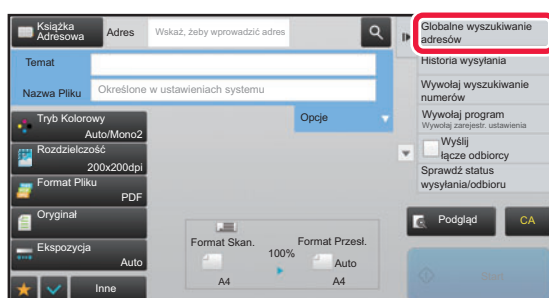 Książka
Adresowa
Adres
Wskaż, żeby wprowadzić adres
Temat
Nazwa Pliku
Określone w ustawieniach systemu
Tryb Kolorowy
Auto/Mono2
Rozdzielczość
200x200dpi
Format Pliku
PDF
Oryginał
Ekspozycja
Auto
Inne
Opcje
Format Skan.
100%
Format Przesł.
Auto
A4
A4
Globalne wyszukiwanie
adresów
Historia wysyłania
Wywołaj wyszukiwanie
numerów
Wywołaj program
Wywołaj zarejestr. ustawienia
Wyślij
łącze odbiorcy
Sprawdź status
wysyłania/odbioru
Podgląd
CA
Start